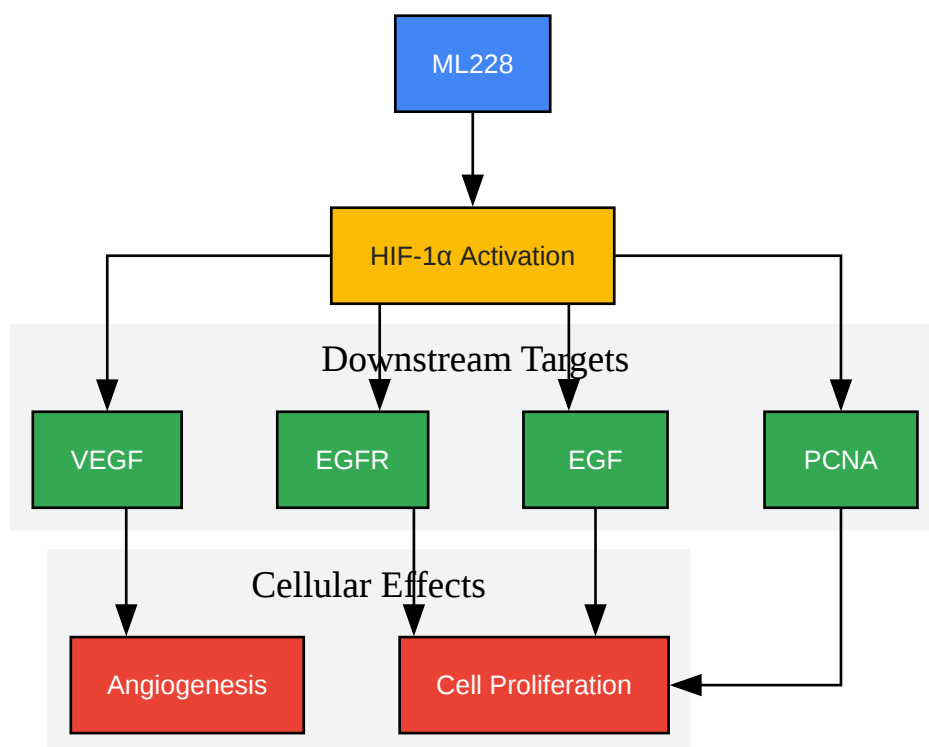 ML228
HIF-1α Activation
Downstream Targets
VEGF
EGFR
EGF
PCNA
Cellular Effects
Angiogenesis
Cell Proliferation